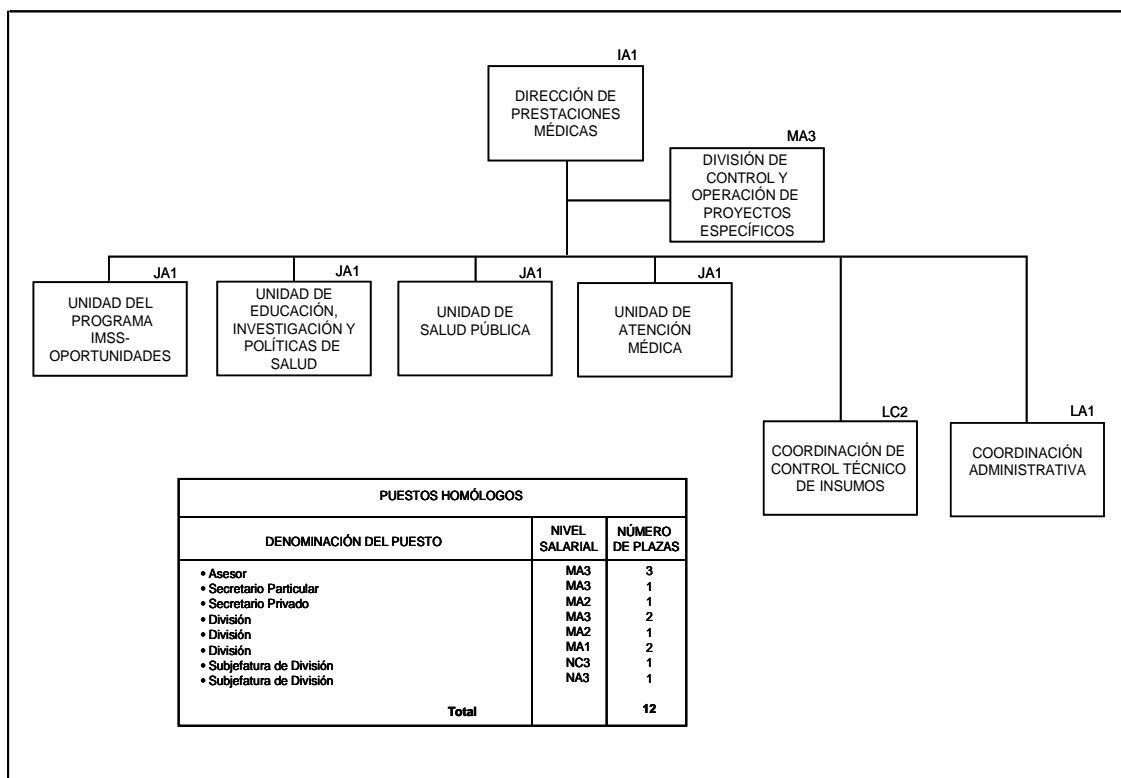 IA1
DIRECCIÓN DE
PRESTACIONES
MÉDICAS
MA3
DIVISIÓN DE
CONTROL Y
OPERACIÓN DE
PROYECTOS
ESPECÍFICOS
JA1
UNIDAD DEL
PROGRAMA
IMSS-
OPORTUNIDADES
JA1
UNIDAD DE
EDUCACIÓN,
INVESTIGACIÓN Y
POLÍTICAS DE
SALUD
JA1
UNIDAD DE
SALUD PÚBLICA
JA1
UNIDAD DE
ATENCIÓN
MÉDICA
LC2
COORDINACIÓN DE
CONTROL TÉCNICO
DE INSUMOS
LA1
COORDINACIÓN
ADMINISTRATIVA
PUESTOS HOMÓLOGOS
DENOMINACIÓN DEL PUESTO
NIVEL
SALARIAL
NÚMERO
DE PLAZAS
• Asesor MA3 3
• Secretario Particular MA3 1
• Secretario Privado MA2 1
• División MA3 2
• División MA2 1
• División MA1 2
• Subjefatura de División NC3 1
• Subjefatura de División NA3 1
Total 12